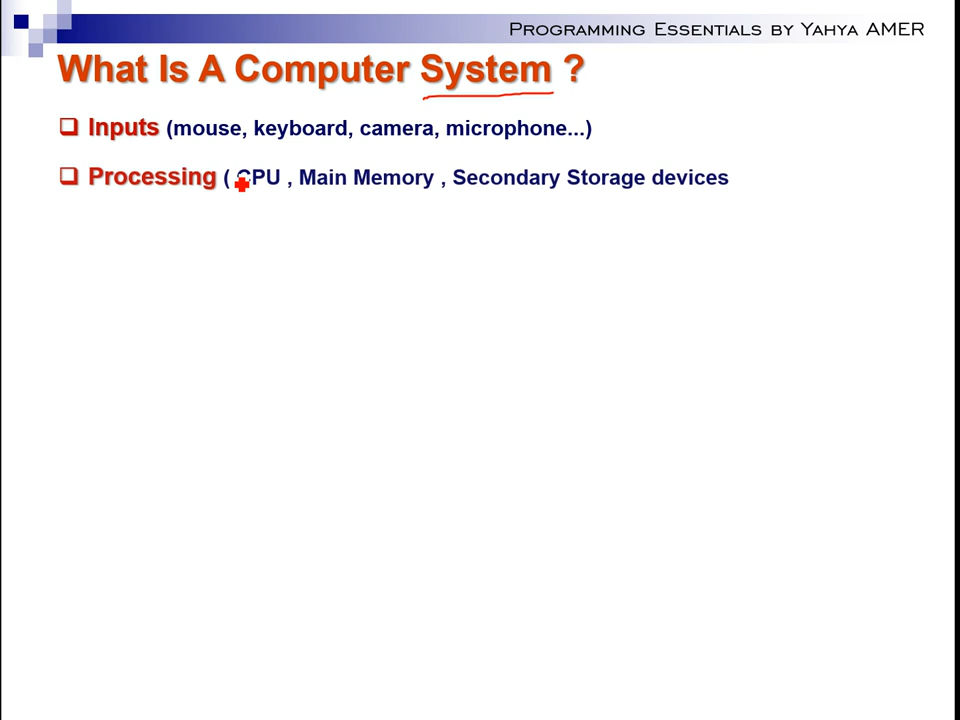 Programming Essentials by Yahya AMER
What Is A Computer System ?
Inputs (mouse, keyboard, camera, microphone...)
Processing ( CPU , Main Memory , Secondary Storage devices